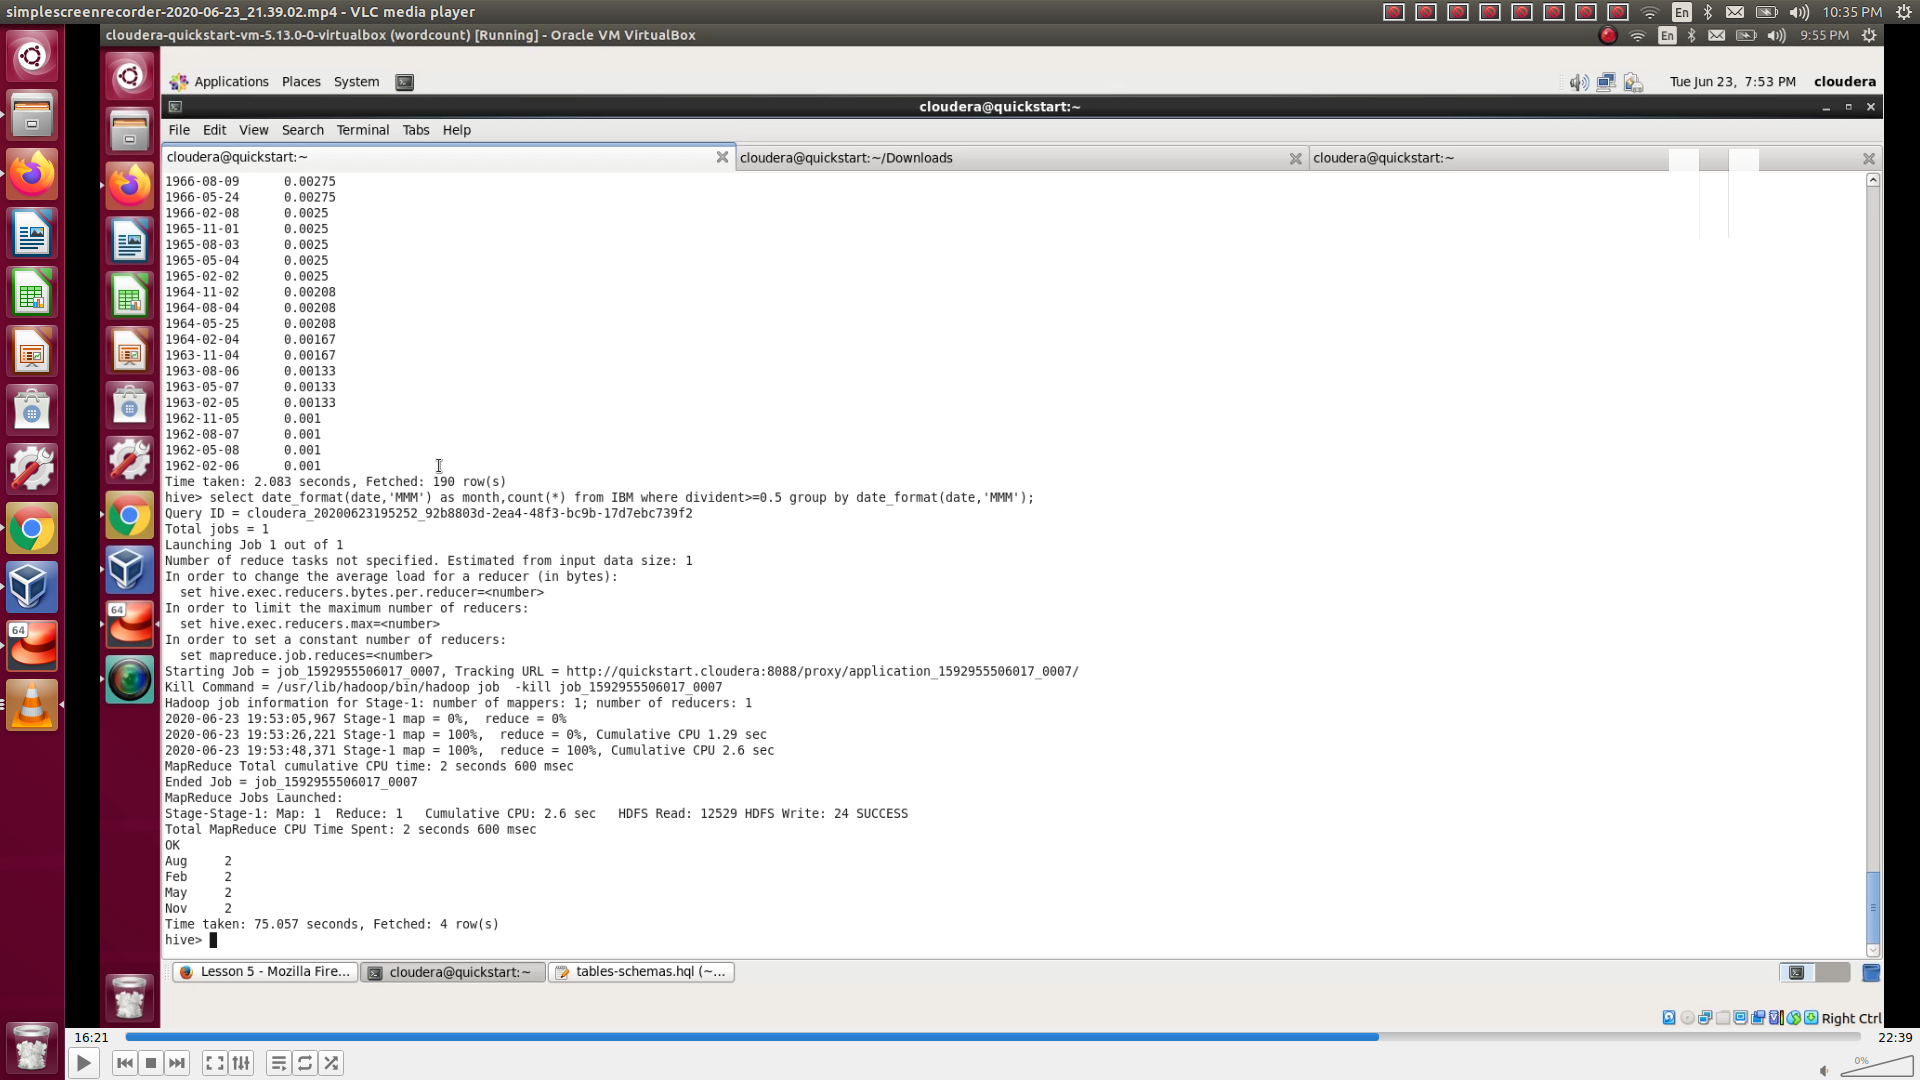 simplescreenrecorder-2020-06-23_21.39.02.mp4 - VLC media player
En
10:35 PM
cloudera-quickstart-vm-5.13.0-0-virtualbox (wordcount) [Running] - Oracle VM VirtualBox
En
9:55 PM
Applications Places System
Tue Jun 23, 7:53 PM cloudera
cloudera@quickstart:~
File Edit View Search Terminal Tabs Help
cloudera@quickstart:~
cloudera@quickstart:~/Downloads
cloudera@quickstart:~
1966-08-09 0.00275
1966-05-24 0.00275
1966-02-08 0.0025
1965-11-01 0.0025
1965-08-03 0.0025
1965-05-04 0.0025
1965-02-02 0.0025
1964-11-02 0.00208
1964-08-04 0.00208
1964-05-25 0.00208
1964-02-04 0.00167
1963-11-04 0.00167
1963-08-06 0.00133
1963-05-07 0.00133
1963-02-05 0.00133
1962-11-05 0.001
1962-08-07 0.001
1962-05-08 0.001
1962-02-06 0.001
Time taken: 2.083 seconds, Fetched: 190 row(s)
hive> select date_format(date,'MMM') as month,count(*) from IBM where divident>=0.5 group by date_format(date,'MMM');
Query ID = cloudera_20200623195252_92b8803d-2ea4-48f3-bc9b-17d7ebc739f2
Total jobs = 1
Launching Job 1 out of 1
Number of reduce tasks not specified. Estimated from input data size: 1
In order to change the average load for a reducer (in bytes):
set hive.exec.reducers.bytes.per.reducer=<number>
In order to limit the maximum number of reducers:
set hive.exec.reducers.max=<number>
In order to set a constant number of reducers:
set mapreduce.job.reduces=<number>
Starting Job = job_1592955506017_0007, Tracking URL = http://quickstart.cloudera:8088/proxy/application_1592955506017_0007/
Kill Command = /usr/lib/hadoop/bin/hadoop job -kill job_1592955506017_0007
Hadoop job information for Stage-1: number of mappers: 1; number of reducers: 1
2020-06-23 19:53:05,967 Stage-1 map = 0%, reduce = 0%
2020-06-23 19:53:26,221 Stage-1 map = 100%, reduce = 0%, Cumulative CPU 1.29 sec
2020-06-23 19:53:48,371 Stage-1 map = 100%, reduce = 100%, Cumulative CPU 2.6 sec
MapReduce Total cumulative CPU time: 2 seconds 600 msec
Ended Job = job_1592955506017_0007
MapReduce Jobs Launched:
Stage-Stage-1: Map: 1 Reduce: 1 Cumulative CPU: 2.6 sec HDFS Read: 12529 HDFS Write: 24 SUCCESS
Total MapReduce CPU Time Spent: 2 seconds 600 msec
OK
Aug 2
Feb 2
May 2
Nov 2
Time taken: 75.057 seconds, Fetched: 4 row(s)
hive>
64
64
Lesson 5 - Mozilla Fire...
cloudera@quickstart:~
tables-schemas.hql (~...
Right Ctrl
16:21
22:39
0%